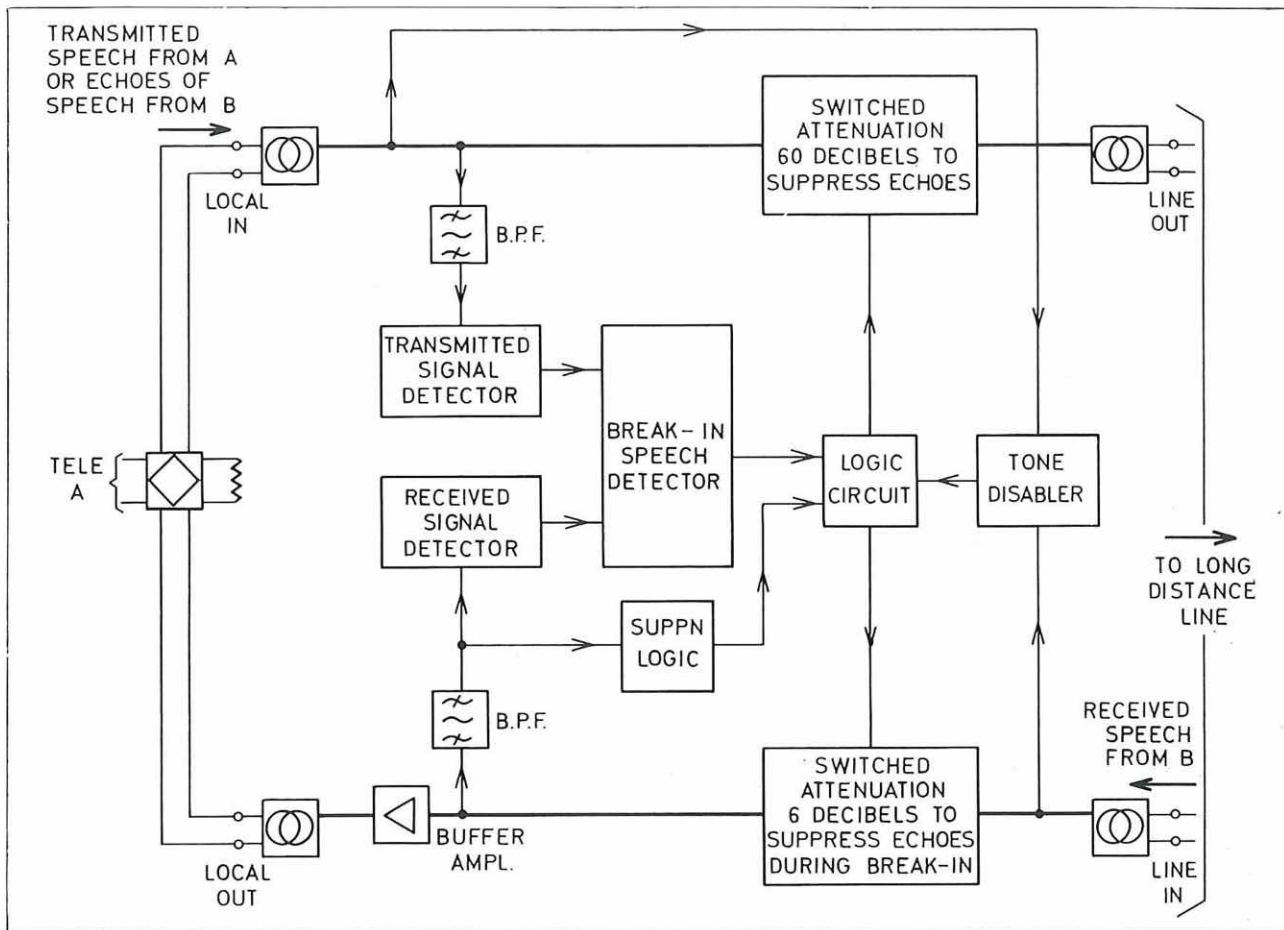 TRANSMITTED
SPEECH FROM A
OR ECHOES OF
SPEECH FROM B
LOCAL
IN
B.P.F.
SWITCHED
ATTENUATION
60 DECIBELS TO
SUPPRESS ECHOES
LINE
OUT
TRANSMITTED
SIGNAL
DETECTOR
BREAK-IN
SPEECH
DETECTOR
LOGIC
CIRCUIT
TONE
DISABLER
TELE
A
RECEIVED
SIGNAL
DETECTOR
TO LONG
DISTANCE
LINE
SUPPN
LOGIC
B.P.F.
RECEIVED
SPEECH
FROM B
SWITCHED
ATTENUATION
6 DECIBELS TO
SUPPRESS ECHOES
DURING BREAK-IN
BUFFER
AMPL.
LOCAL
OUT
LINE
IN